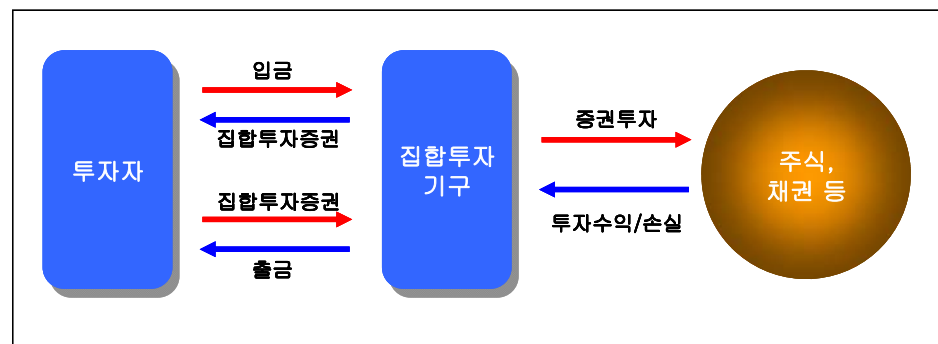 투자자
입금
집합투자증권
집합투자증권
출금
집합투자
기구
증권투자
투자수익/손실
주식,
채권 등